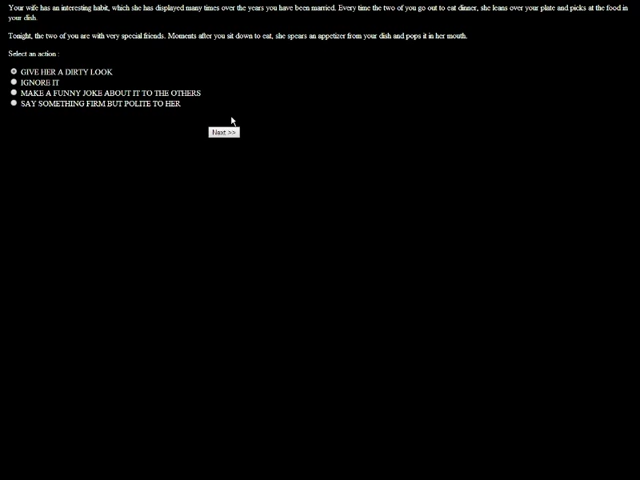 Your wife has an interesting habit, which she has displayed many times over the years you have been married. Every time the two of you go out to eat dinner, she leans over your plate and picks at the food in
your dish.
Tonight, the two of you are with very special friends. Moments after you sit down to eat, she spears an appetizer from your dish and pops it in her mouth.
Select an action :
GIVE HER A DIRTY LOOK
IGNORE IT
MAKE A FUNNY JOKE ABOUT IT TO THE OTHERS
SAY SOMETHING FIRM BUT POLITE TO HER
Next >>